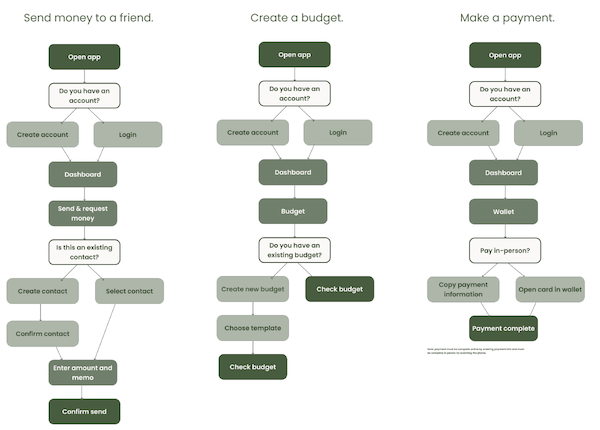 Send money to a friend.
Open app
Do you have an
account?
Create account
Login
Dashboard
Send & request
money
Is this an existing
contact?
Create contact
Select contact
Confirm contact
Enter amount and
memo
Confirm send
Create a budget.
Open app
Do you have an
account?
Create account
Login
Dashboard
Budget
Do you have an
existing budget?
Create new budget
Check budget
Choose template
Check budget
Make a payment.
Open app
Do you have an
account?
Create account
Login
Dashboard
Wallet
Pay in-person?
Copy payment
information
Open card in wallet
Payment complete